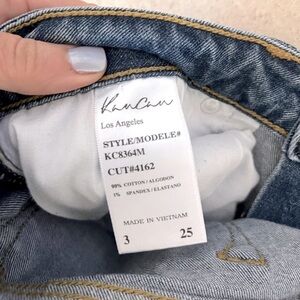 KanCan
Los Angeles
STYLE/MODELE#
KC8364M
CUT#4162
99% COTTON / ALGODON
1% SPANDEX / ELASTANO
MADE IN VIETNAM
3 25